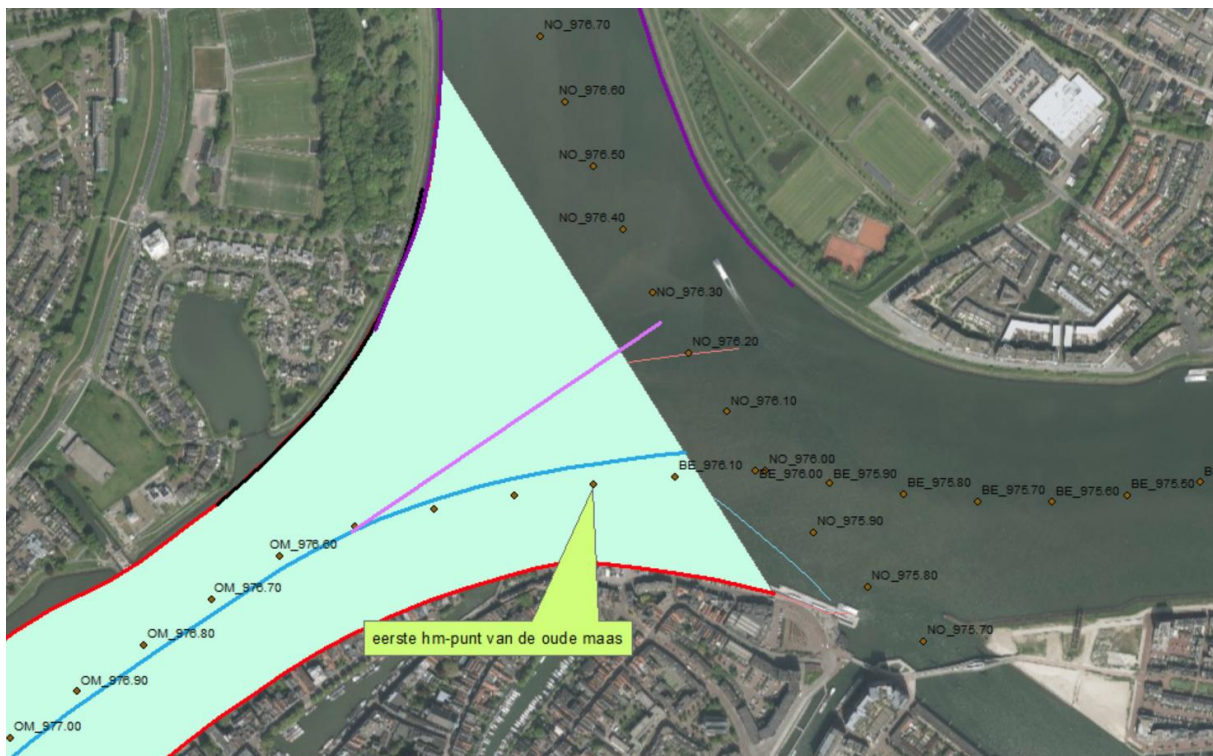 NO_976.70
NO_976.60
NO_976.50
NO_976.40
NO_976.30
NO_976.20
NO_976.10
NO_976.00
BE_976.10
BE_976.00
BE_975.90
BE_975.80
BE_975.70
BE_975.60
BE_975.50
B
NO_975.90
NO_975.80
NO_975.70
OM_976.60
OM_976.70
OM_976.80
OM_976.90
OM_977.00
eerste hm-punt van de oude maas